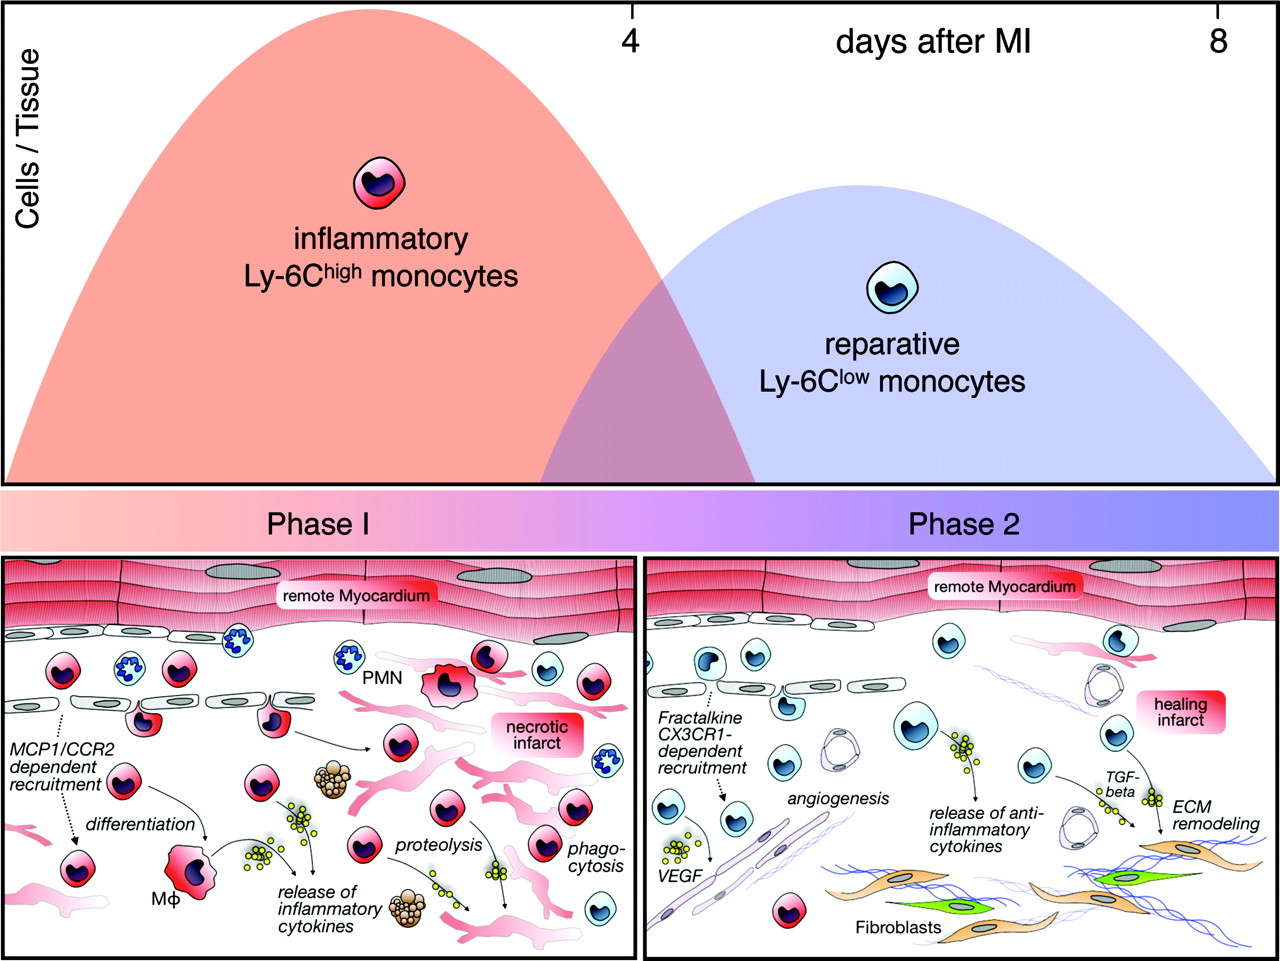 Cells / Tissue
4
days after MI
8
inflammatory
Ly-6Chigh monocytes
reparative
Ly-6Clow monocytes
Phase I
Phase 2
remote Myocardium
PMN
necrotic
infarct
MCP1/CCR2
dependent
recruitment
differentiation
MΦ
release of
inflammatory
cytokines
proteolysis
phago-
cytosis
remote Myocardium
healing
infarct
Fractalkine
CX3CR1-
dependent
recruitment
angiogenesis
VEGF
release of anti-
inflammatory
cytokines
TGF-
beta
ECM
remodeling
Fibroblasts